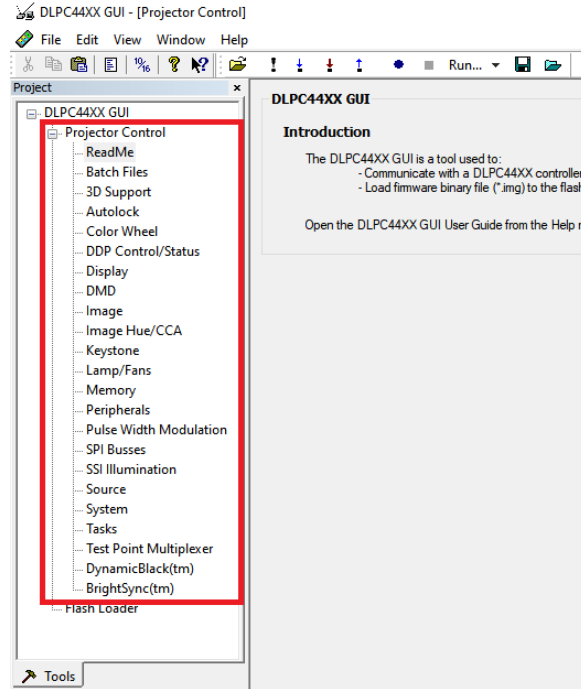 DLPC44XX GUI - [Projector Control]
File Edit View Window Help
Run...
Project
DLPC44XX GUI
Projector Control
ReadMe
Batch Files
3D Support
Autolock
Color Wheel
DDP Control/Status
Display
DMD
Image
Image Hue/CCA
Keystone
Lamp/Fans
Memory
Peripherals
Pulse Width Modulation
SPI Busses
SSI Illumination
Source
System
Tasks
Test Point Multiplexer
DynamicBlack(tm)
BrightSync(tm)
Flash Loader
Tools
DLPC44XX GUI
Introduction
The DLPC44XX GUI is a tool used to:
- Communicate with a DLPC44XX controller
- Load firmware binary file (*.img) to the flash
Open the DLPC44XX GUI User Guide from the Help